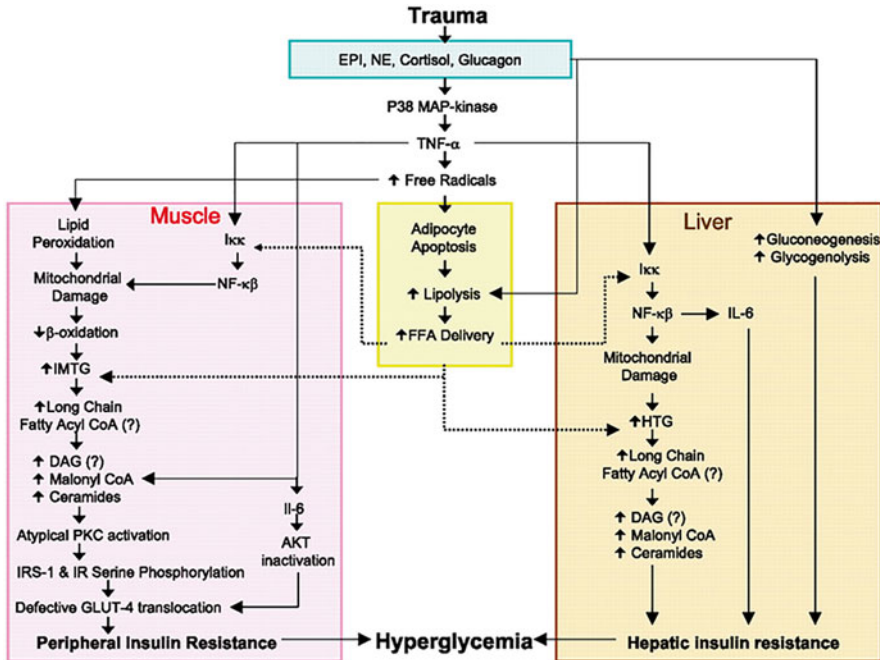 Trauma
EPI, NE, Cortisol, Glucagon
P38 MAP-kinase
TNF-α
↑ Free Radicals
Muscle
Lipid
Peroxidation
Mitochondrial
Damage
↓β-oxidation
↑IMTG
↑Long Chain
Fatty Acyl CoA (?)
↑ DAG (?)
↑ Malonyl CoA
↑ Ceramides
Atypical PKC activation
IRS-1 & IR Serine Phosphorylation
Defective GLUT-4 translocation
Peripheral Insulin Resistance
Iκκ
NF-κβ
Il-6
AKT
inactivation
Adipocyte
Apoptosis
↑ Lipolysis
↑FFA Delivery
Liver
Iκκ
NF-κβ
IL-6
Mitochondrial
Damage
↑HTG
↑Long Chain
Fatty Acyl CoA (?)
↑ DAG (?)
↑ Malonyl CoA
↑ Ceramides
↑Gluconeogenesis
↑ Glycogenolysis
Hepatic insulin resistance
Hyperglycemia